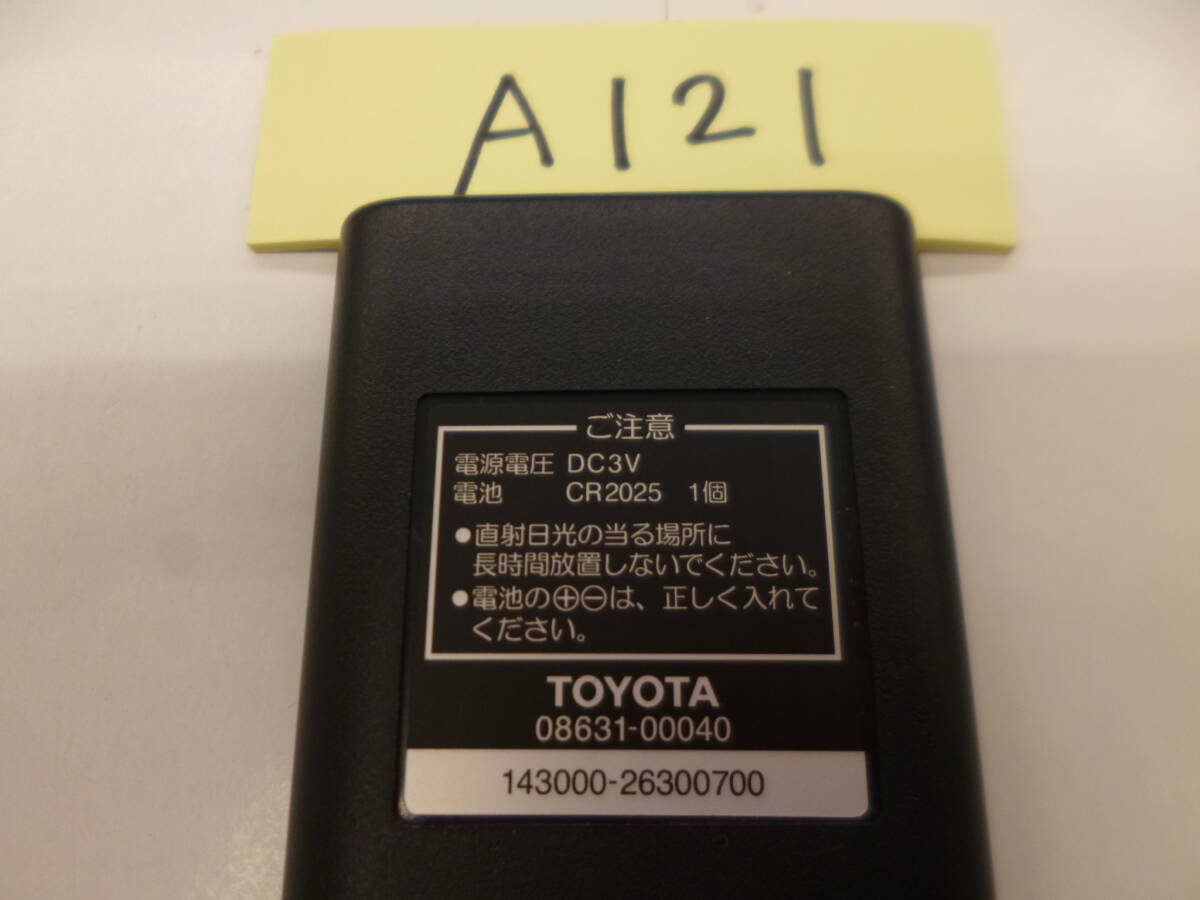 A121
ご注意
電源電圧 DC3V
電池 CR2025 1個
●直射日光の当る場所に
長時間放置しないでください。
●電池の⊕⊖は、正しく入れて
ください。
TOYOTA
08631-00040
143000-26300700